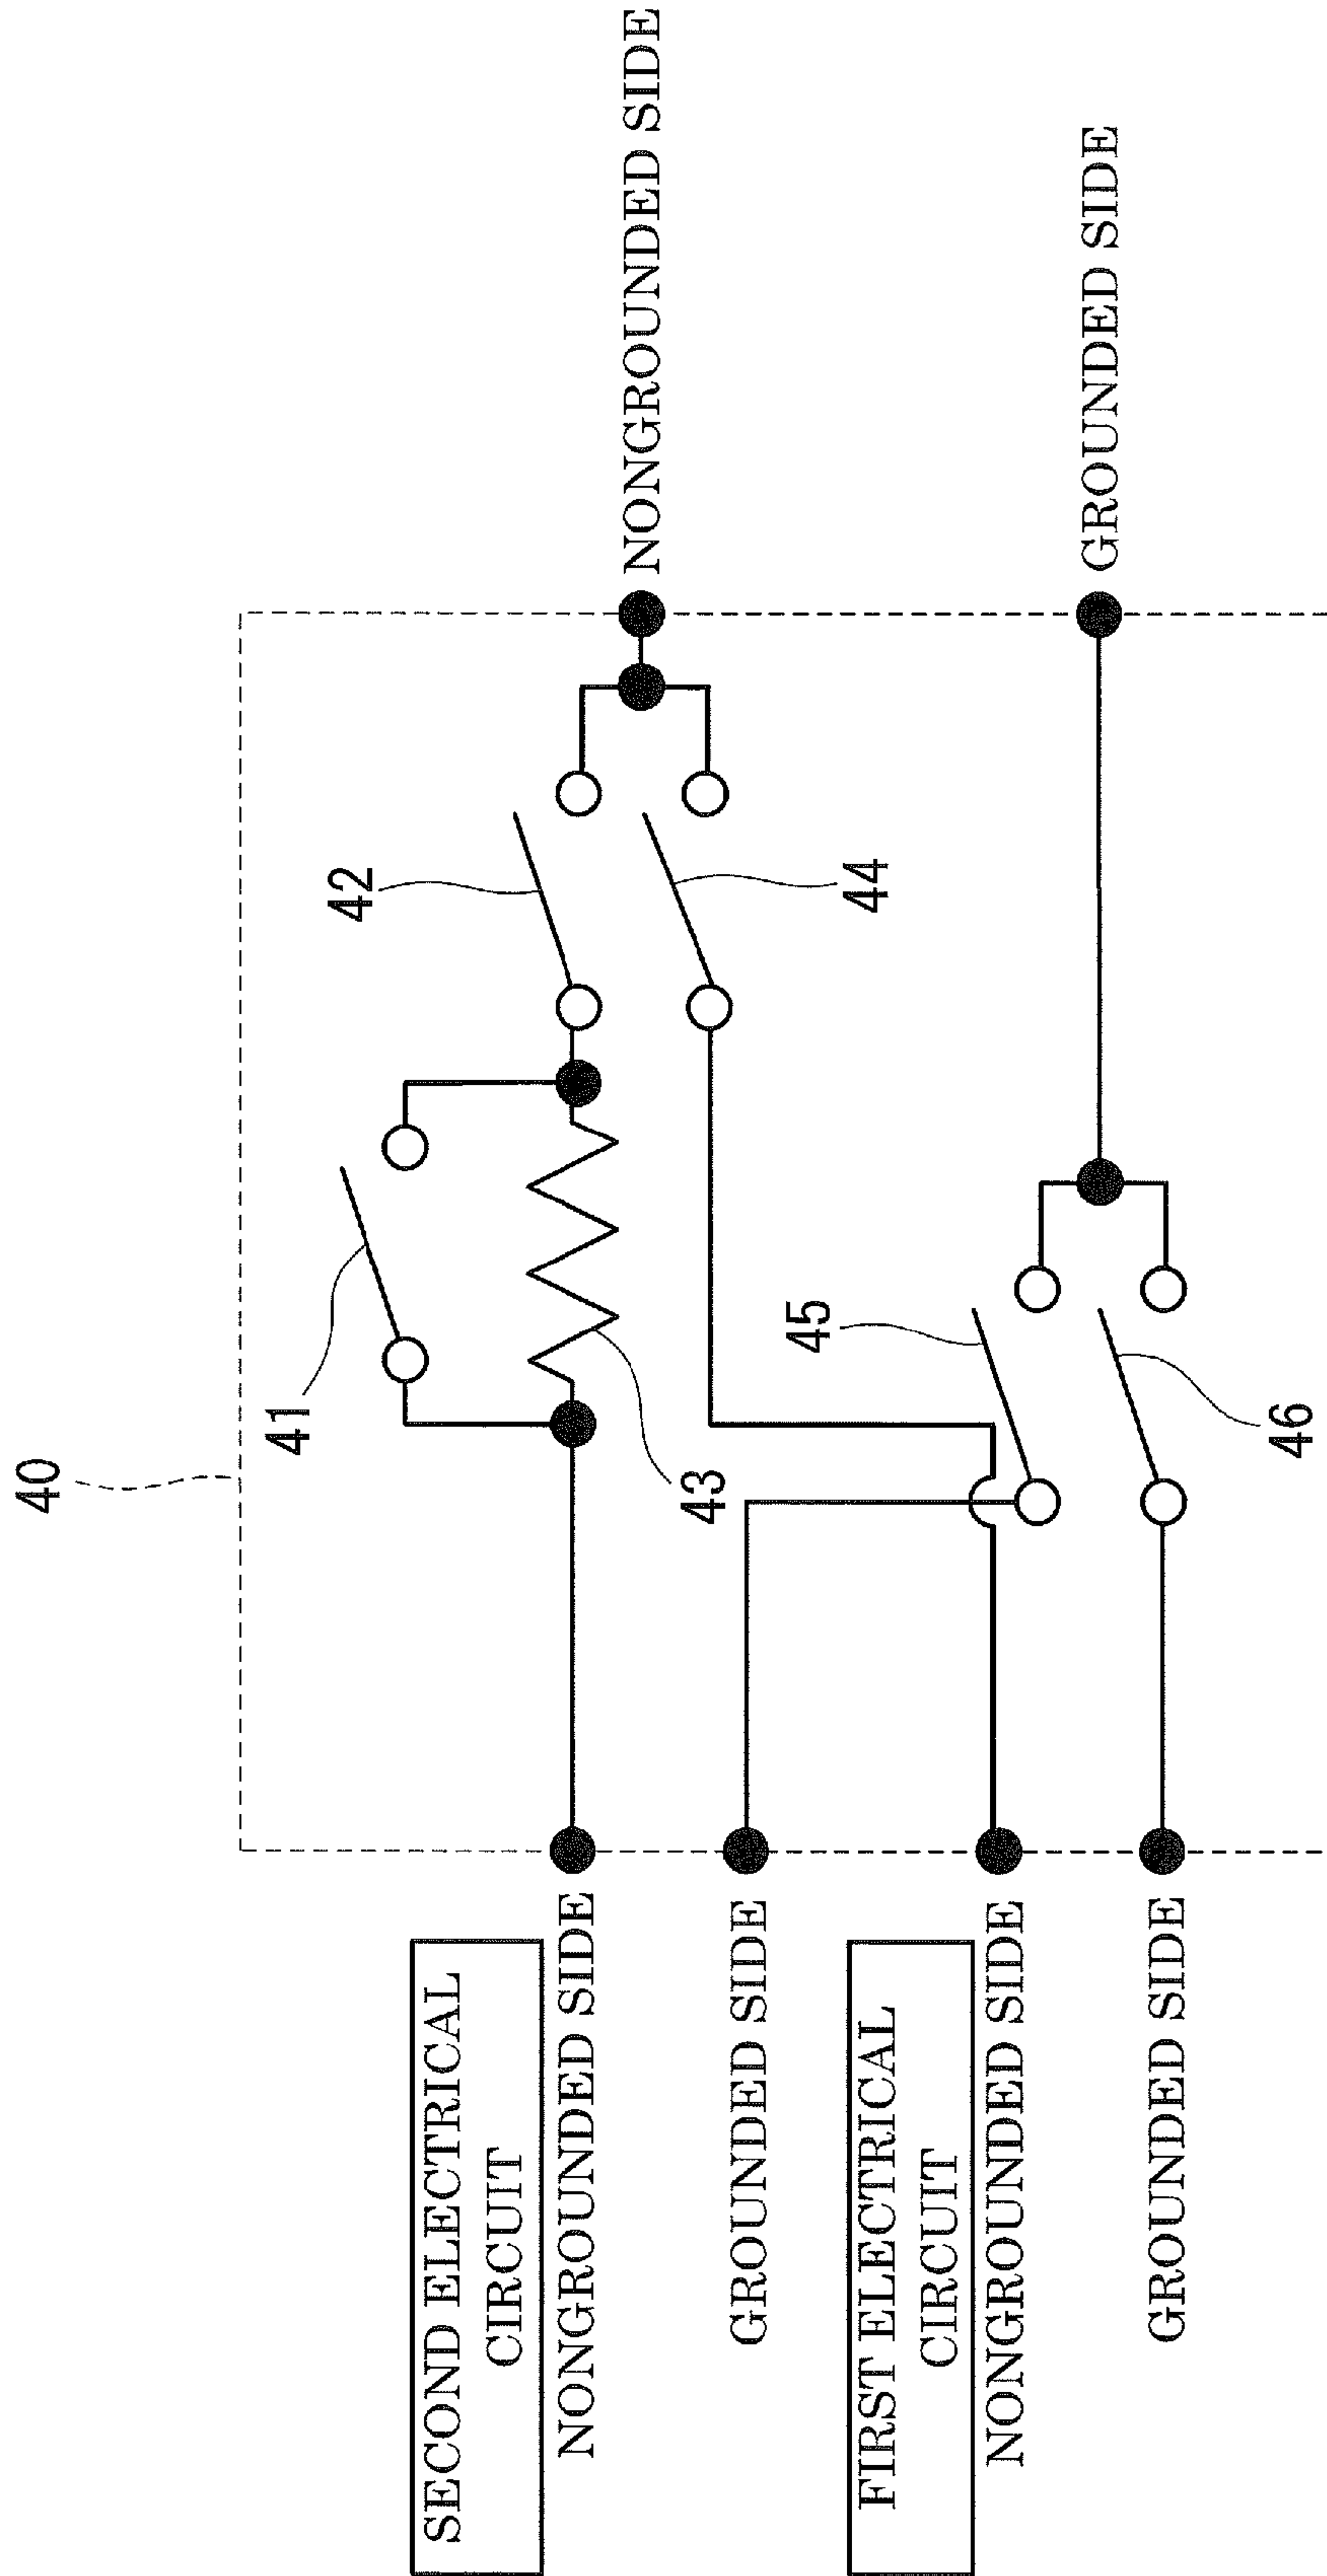 40
41
42
43
44
45
46
SECOND ELECTRICAL
CIRCUIT
NONGROUNDED SIDE
GROUNDED SIDE
FIRST ELECTRICAL
CIRCUIT
NONGROUNDED SIDE
GROUNDED SIDE
NONGROUNDED SIDE
GROUNDED SIDE